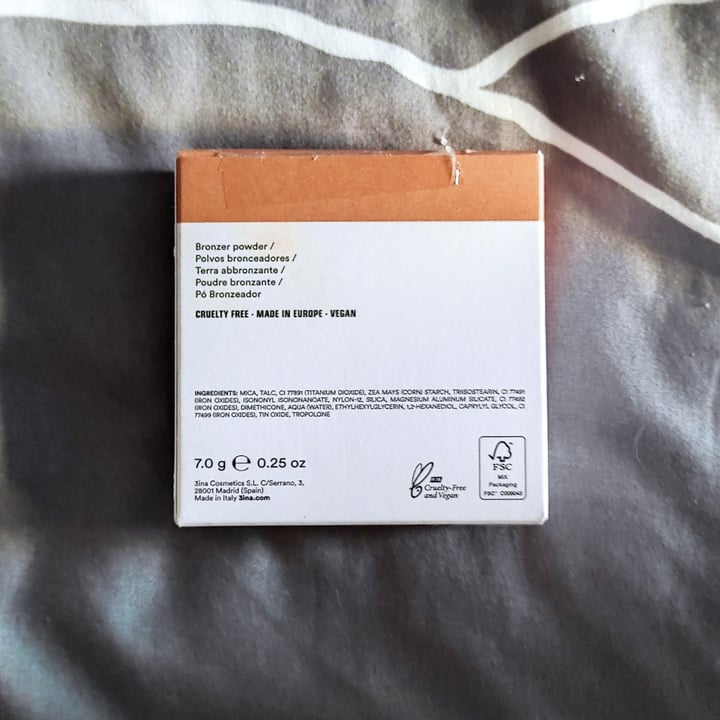 Bronzer powder /
Polvos bronceadores /
Terra abbronzante /
Poudre bronzante /
Pó Bronzeador
CRUELTY FREE · MADE IN EUROPE · VEGAN
INGREDIENTS: MICA, TALC, CI 77891 (TITANIUM DIOXIDE), ZEA MAYS (CORN) STARCH, TRIISOSTEARIN, CI 77491
(IRON OXIDES), ISONONYL ISONONANOATE, NYLON-12, SILICA, MAGNESIUM ALUMINUM SILICATE, CI 77492
(IRON OXIDES), DIMETHICONE, AQUA (WATER), ETHYLHEXYLGLYCERIN, 1,2-HEXANEDIOL, CAPRYLYL GLYCOL, CI
77499 (IRON OXIDES), TIN OXIDE, TROPOLONE
7.0 g ℮ 0.25 oz
3ina Cosmetics S.L. C/Serrano, 3,
28001 Madrid (Spain)
Made in Italy 3ina.com
PETA
Cruelty-Free
and Vegan
FSC
MIX
Packaging